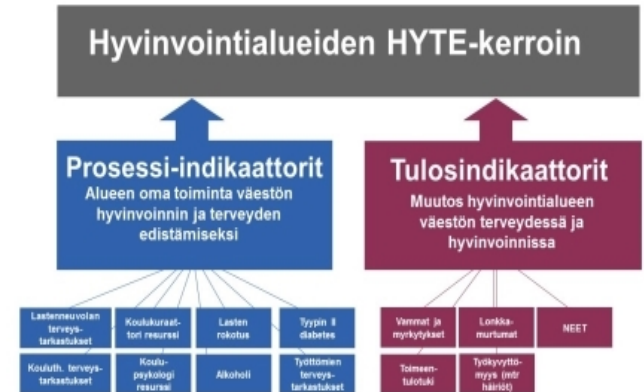 Hyvinvointialueiden HYTE-kerroin
Prosessi-indikaattorit
Alueen oma toiminta väestön
hyvinvoinnin ja terveyden
edistämiseksi
Tulosindikaattorit
Muutos hyvinvointialueen
väestön terveydessä ja
hyvinvoinnissa
Lastenneuvolan
terveys-
tarkastukset
Koulukuraat-
tori resurssi
Lasten
rokotus
Tyypin II
diabetes
Vammat ja
myrkytykset
Lonkka-
murtumat
NEET
Kouluth. terveys-
tarkastukset
Koulu-
psykologi
resurssi
Alkoholi
Työttömien
terveys-
tarkastukset
Toimeen-
tulotuki
Työkyvyttö-
myys (mtr
häiriöt)